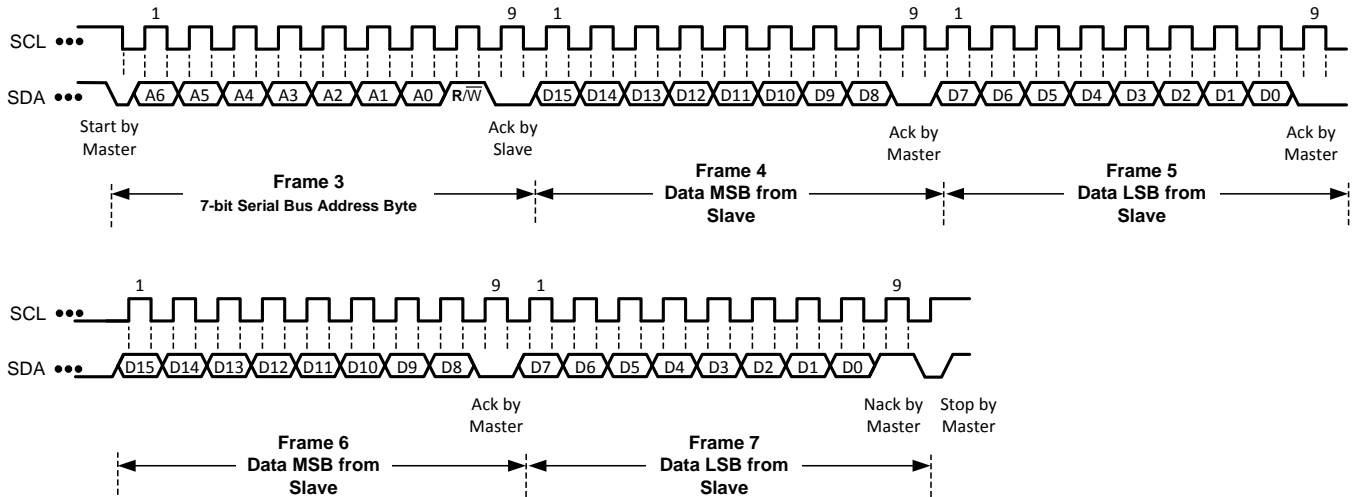 1 9 1 9 1 9
SCL •••
SDA ••• A6 A5 A4 A3 A2 A1 A0 R/W̅ D15 D14 D13 D12 D11 D10 D9 D8 D7 D6 D5 D4 D3 D2 D1 D0
Start by
Master
Ack by
Slave
Ack by
Master
Ack by
Master
Frame 3
7-bit Serial Bus Address Byte
Frame 4
Data MSB from
Slave
Frame 5
Data LSB from
Slave
1 9 1 9
SCL •••
SDA ••• D15 D14 D13 D12 D11 D10 D9 D8 D7 D6 D5 D4 D3 D2 D1 D0
Ack by
Master
Nack by
Master
Stop by
Master
Frame 6
Data MSB from
Slave
Frame 7
Data LSB from
Slave